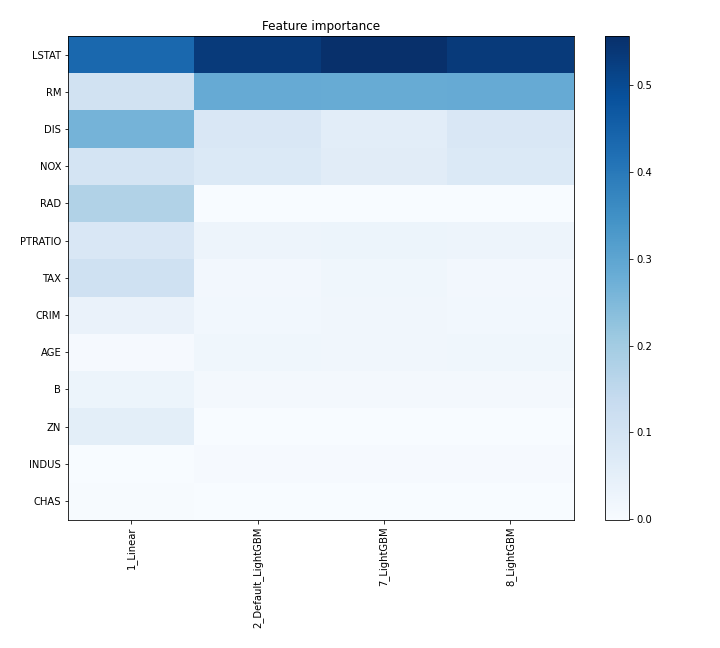 Feature importance
LSTAT
RM
DIS
NOX
RAD
PTRATIO
TAX
CRIM
AGE
B
ZN
INDUS
CHAS
1_Linear
2_Default_LightGBM
7_LightGBM
8_LightGBM
0.5
0.4
0.3
0.2
0.1
0.0